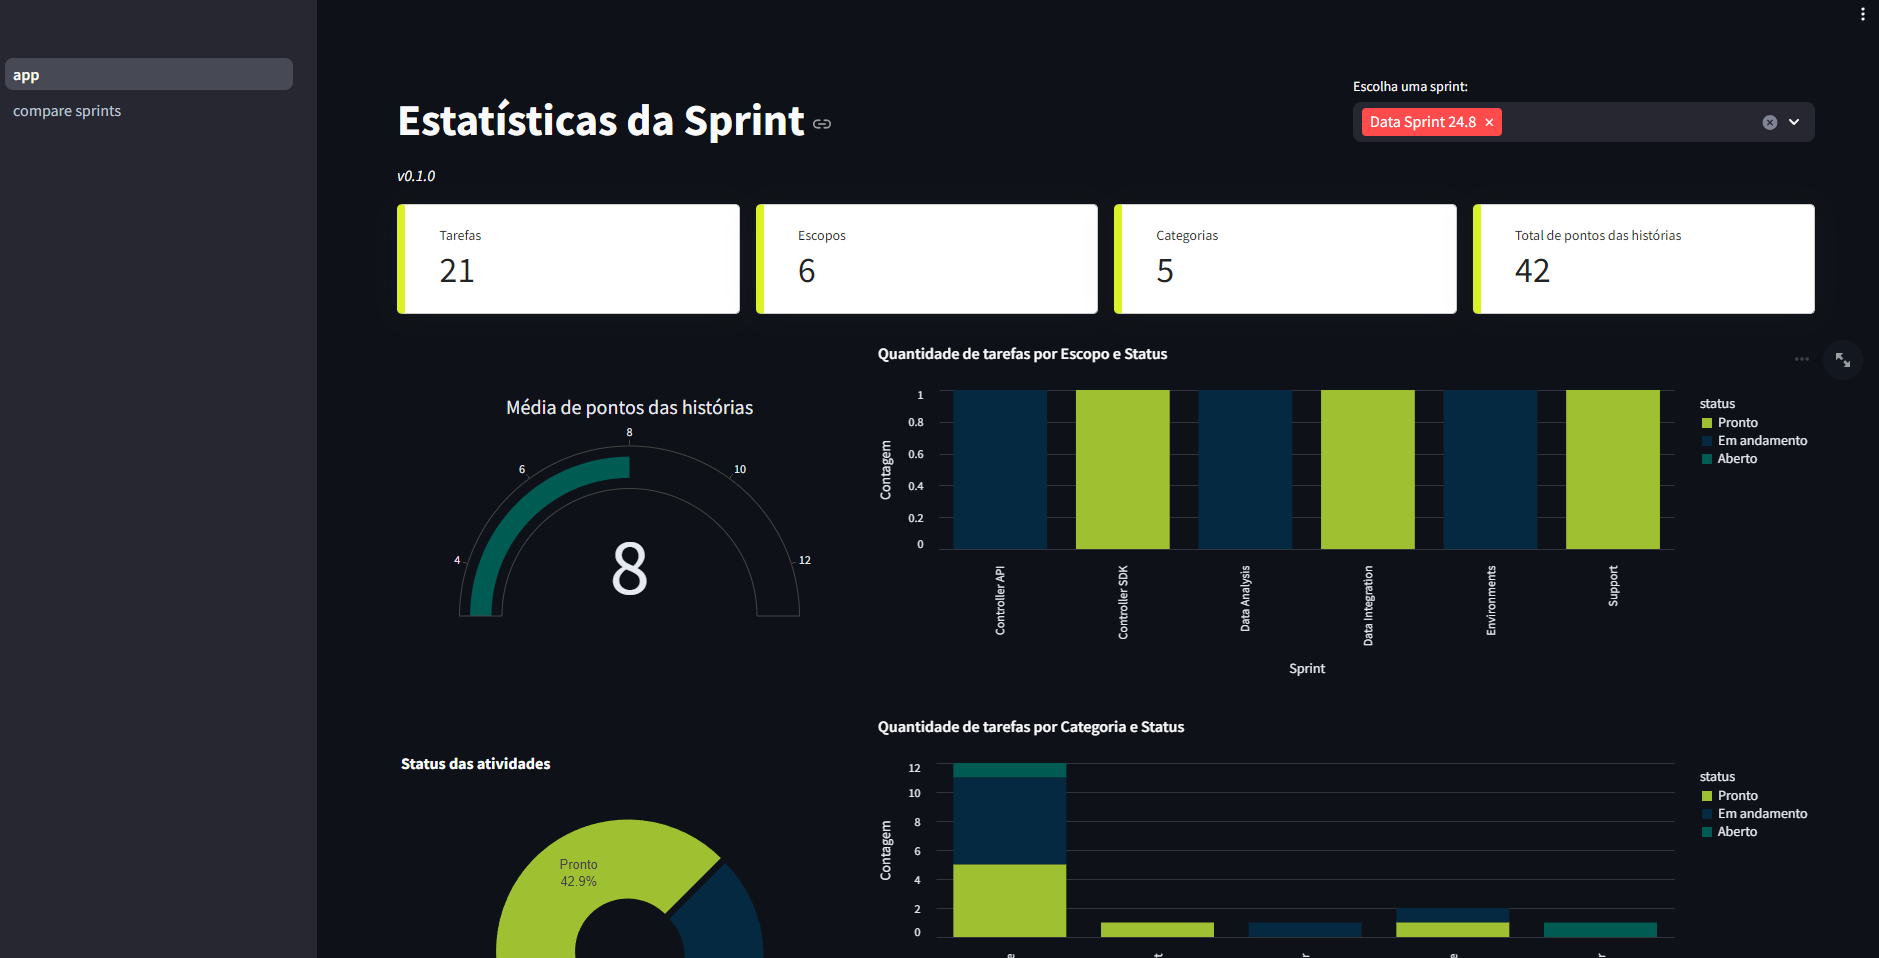 app
compare sprints
Estatísticas da Sprint
v0.1.0
Escolha uma sprint:
Data Sprint 24.8 ×
Tarefas
21
Escopos
6
Categorias
5
Total de pontos das histórias
42
Média de pontos das histórias
4
6
8
10
12
8
Quantidade de tarefas por Escopo e Status
Contagem
1
0.8
0.6
0.4
0.2
0
Controller API
Controller SDK
Data Analysis
Data Integration
Environments
Support
Sprint
status
Pronto
Em andamento
Aberto
Status das atividades
Pronto
42.9%
Quantidade de tarefas por Categoria e Status
Contagem
12
10
8
6
4
2
0
status
Pronto
Em andamento
Aberto